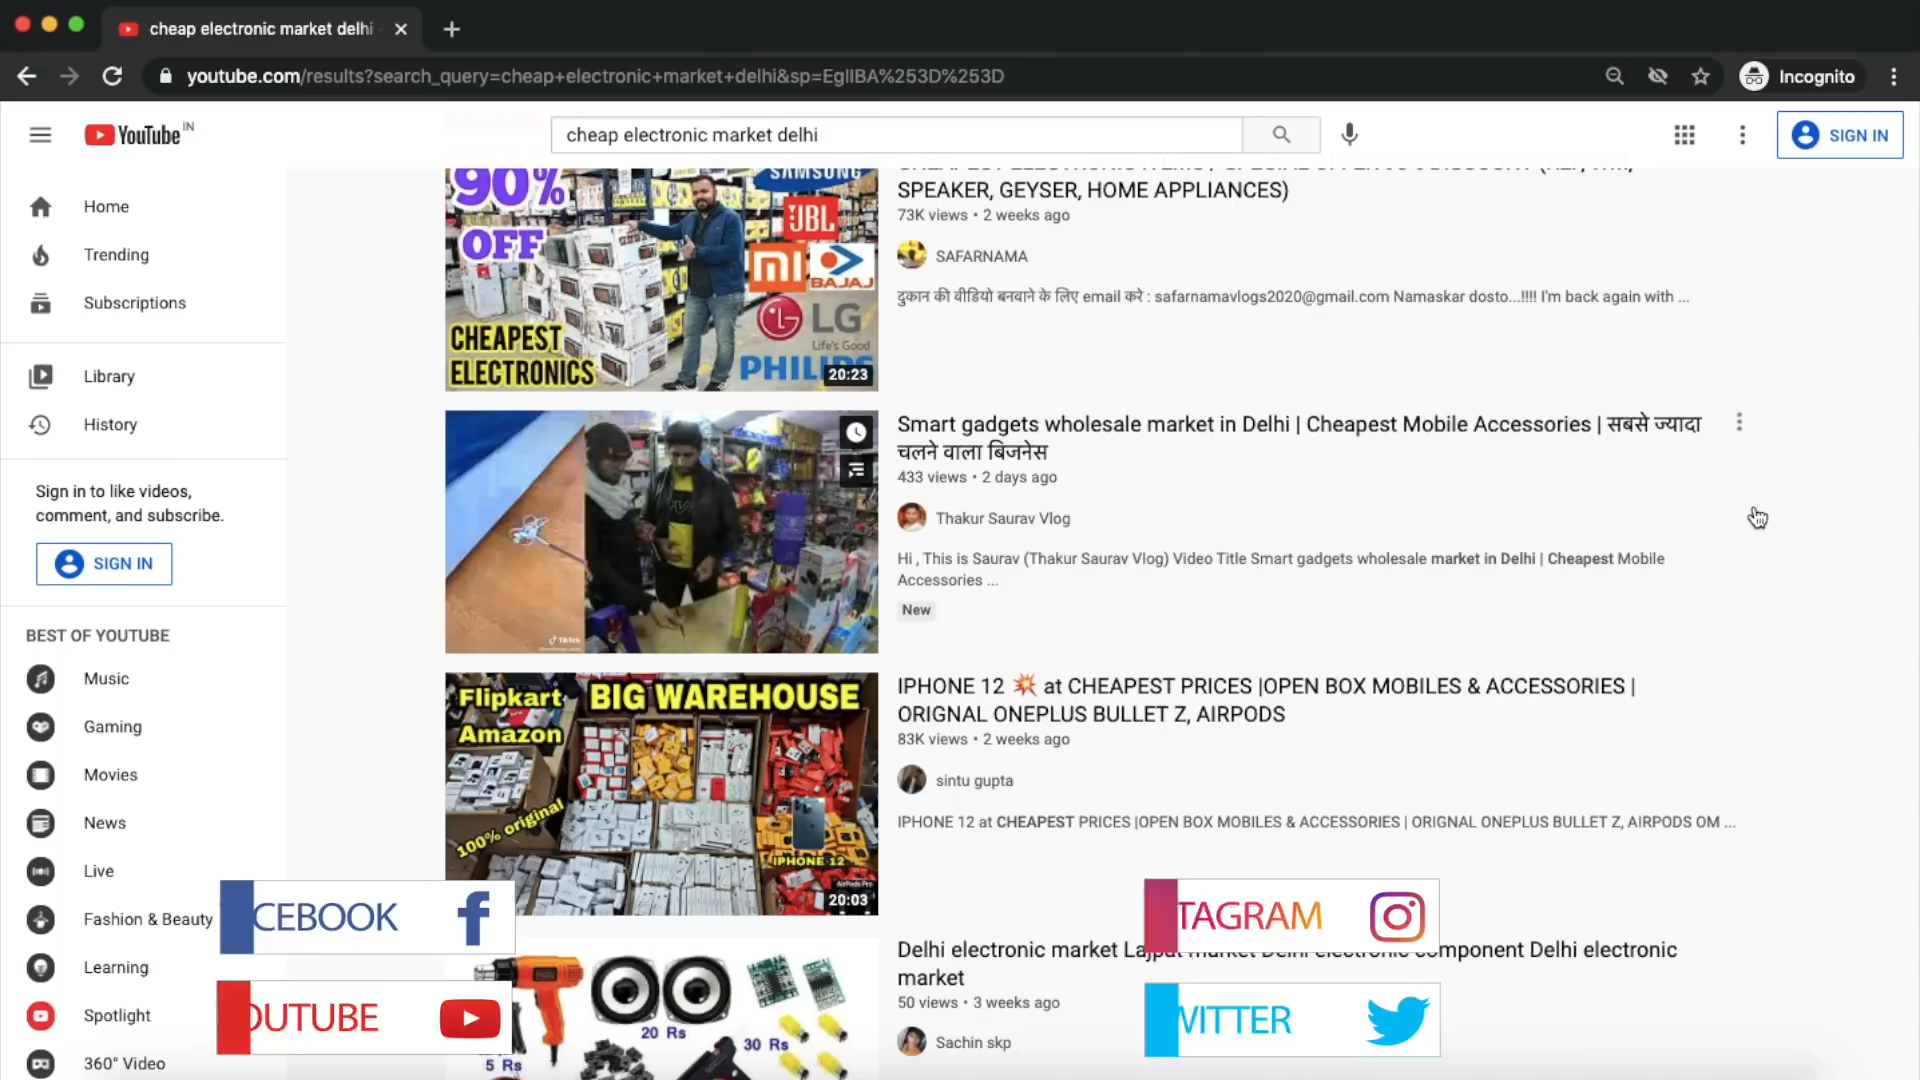 cheap electronic market delhi
youtube.com/results?search_query=cheap+electronic+market+delhi&sp=EgIIBA%253D%253D
Incognito
YouTube IN
cheap electronic market delhi
SIGN IN
Home
Trending
Subscriptions
Library
History
Sign in to like videos,
comment, and subscribe.
SIGN IN
BEST OF YOUTUBE
Music
Gaming
Movies
News
Live
Fashion & Beauty
Learning
Spotlight
360° Video
90%
OFF
CHEAPEST
ELECTRONICS
SAMSUNG
JBL
MI
BAJAJ
LG
Life's Good
PHILIPS
20:23
SPEAKER, GEYSER, HOME APPLIANCES)
73K views • 2 weeks ago
SAFARNAMA
दुकान की वीडियो बनवाने के लिए email करे : safarnamavlogs2020@gmail.com Namaskar dosto...!!!! I'm back again with ...
TikTok
Smart gadgets wholesale market in Delhi | Cheapest Mobile Accessories | सबसे ज्यादा
चलने वाला बिजनेस
433 views • 2 days ago
Thakur Saurav Vlog
Hi , This is Saurav (Thakur Saurav Vlog) Video Title Smart gadgets wholesale market in Delhi | Cheapest Mobile
Accessories ...
New
Flipkart
Amazon
BIG WAREHOUSE
100% original
IPHONE 12
AirPods Pro
20:03
IPHONE 12 💥 at CHEAPEST PRICES |OPEN BOX MOBILES & ACCESSORIES |
ORIGNAL ONEPLUS BULLET Z, AIRPODS
83K views • 2 weeks ago
sintu gupta
IPHONE 12 at CHEAPEST PRICES |OPEN BOX MOBILES & ACCESSORIES | ORIGNAL ONEPLUS BULLET Z, AIRPODS OM ...
20 Rs
30 Rs
5 Rs
Delhi electronic market Lajpat market Delhi electronic component Delhi electronic
market
50 views • 3 weeks ago
Sachin skp
CEBOOK
OUTUBE
TAGRAM
WITTER